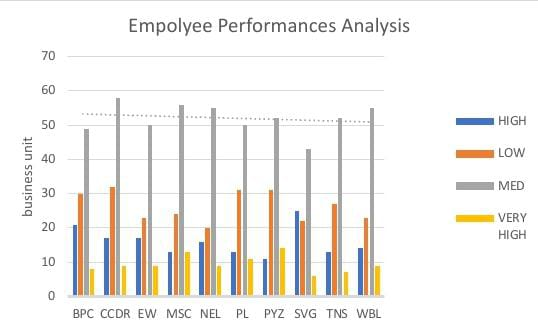 Empolyee Performances Analysis
70
60
50
40
30
20
10
0
business unit
BPC CCDR EW MSC NEL PL PYZ SVG TNS WBL
HIGH
LOW
MED
VERY
HIGH